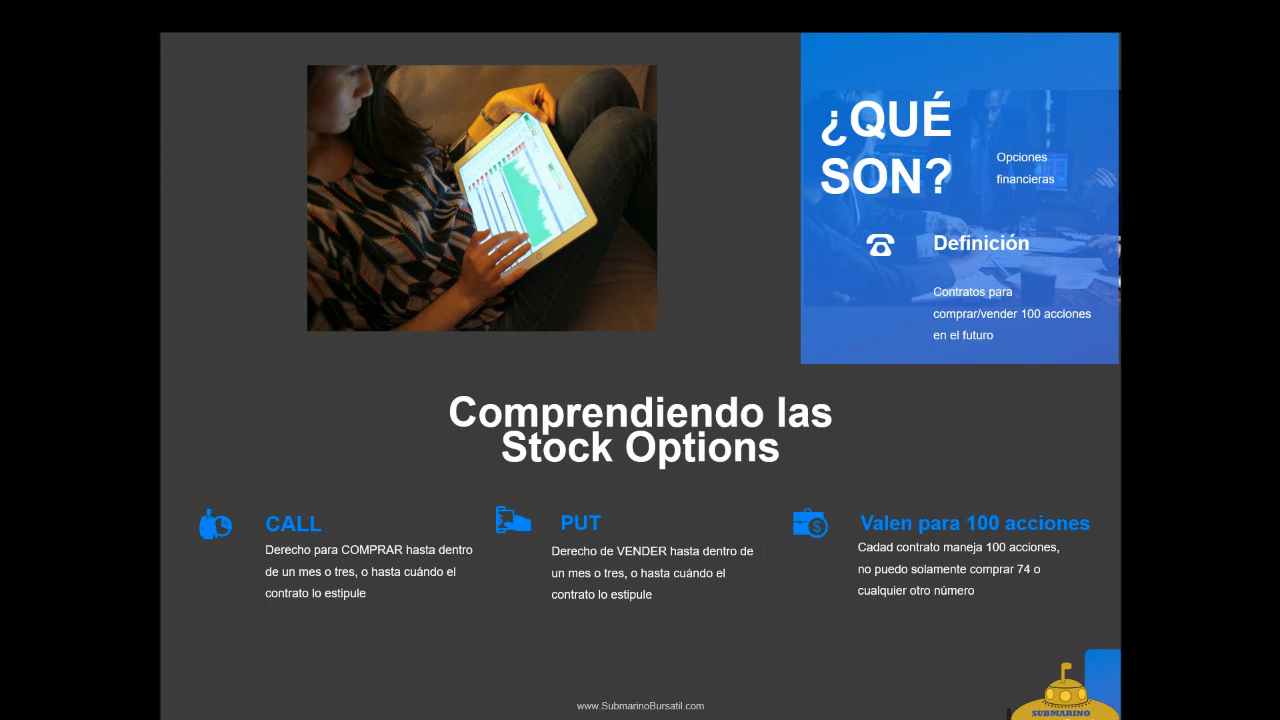 ¿QUÉ
SON?
Opciones
financieras
Definición
Contratos para
comprar/vender 100 acciones
en el futuro
Comprendiendo las
Stock Options
CALL
Derecho para COMPRAR hasta dentro
de un mes o tres, o hasta cuándo el
contrato lo estipule
PUT
Derecho de VENDER hasta dentro de
un mes o tres, o hasta cuándo el
contrato lo estipule
Valen para 100 acciones
Cadad contrato maneja 100 acciones,
no puedo solamente comprar 74 o
cualquier otro número
www.SubmarinoBursatil.com
SUBMARINO